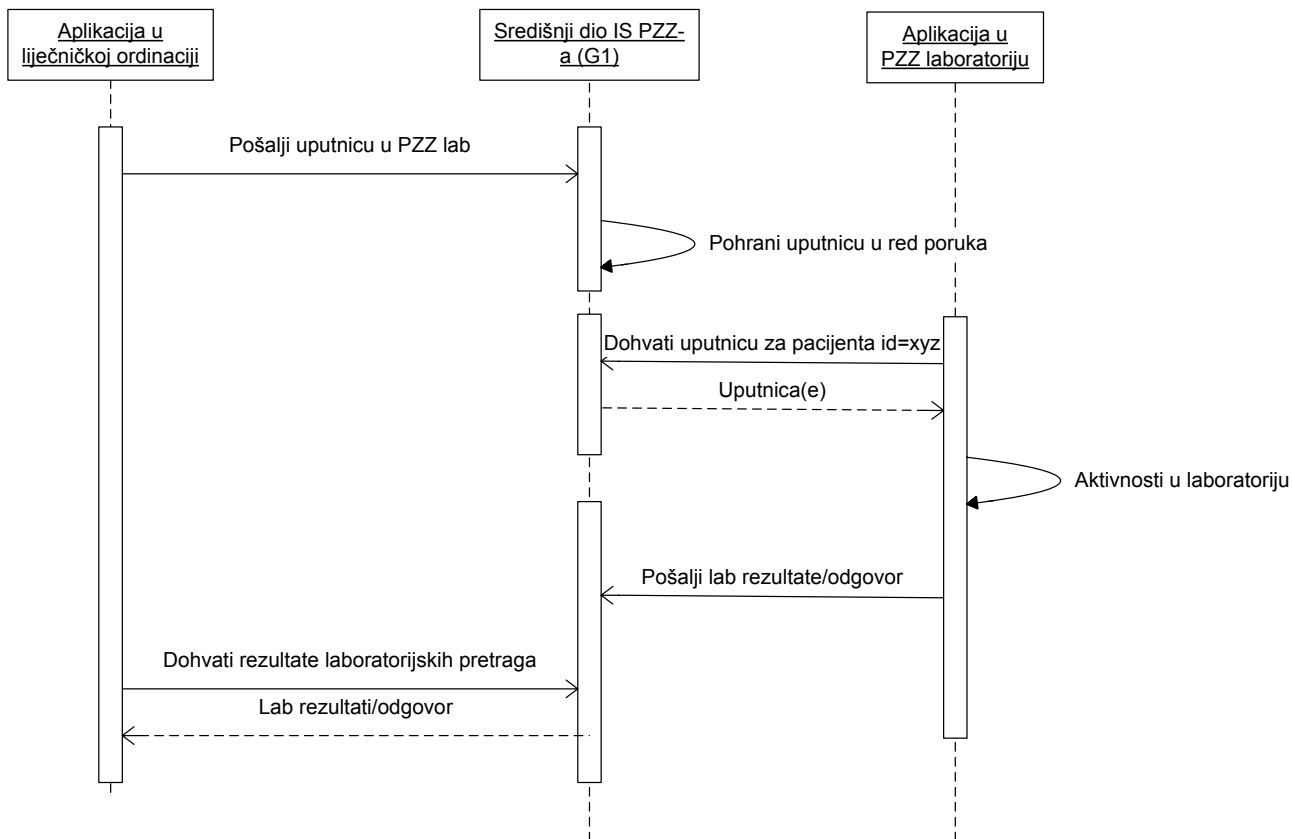 Aplikacija u
liječničkoj ordinaciji
Središnji dio IS PZZ-
a (G1)
Aplikacija u
PZZ laboratoriju
Pošalji uputnicu u PZZ lab
Pohrani uputnicu u red poruka
Dohvati uputnicu za pacijenta id=xyz
Uputnica(e)
Aktivnosti u laboratoriju
Pošalji lab rezultate/odgovor
Dohvati rezultate laboratorijskih pretraga
Lab rezultati/odgovor